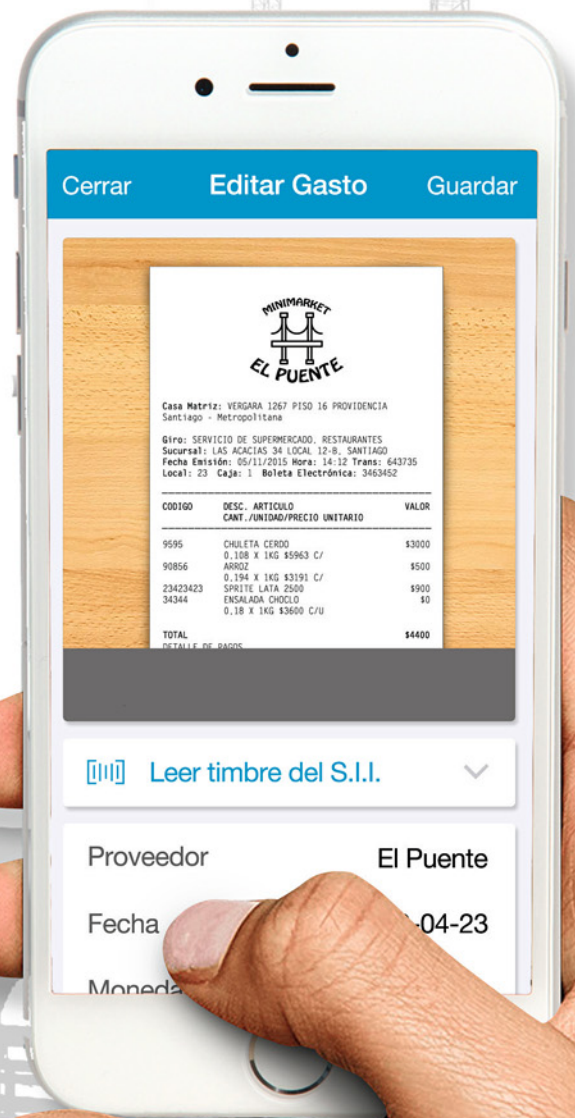 Cerrar Editar Gasto Guardar
MINIMARKET
EL PUENTE
Casa Matriz: VERGARA 1267 PISO 16 PROVIDENCIA
Santiago - Metropolitana
Giro: SERVICIO DE SUPERMERCADO, RESTAURANTES
Sucursal: LAS ACACIAS 34 LOCAL 12-B, SANTIAGO
Fecha Emisión: 05/11/2015 Hora: 14:12 Trans: 643735
Local: 23 Caja: 1 Boleta Electrónica: 3463452
CODIGO DESC. ARTICULO VALOR
CANT./UNIDAD/PRECIO UNITARIO
9595 CHULETA CERDO $3000
0.108 X 1KG $5963 C/
90856 ARROZ $500
0.194 X 1KG $3191 C/
23423423 SPRITE LATA 2500 $900
34344 ENSALADA CHOCLO $0
0.18 X 1KG $3600 C/U
TOTAL $4400
DETALLE DE PAGOS
Leer timbre del S.I.I.
Proveedor El Puente
Fecha -04-23
Moneda